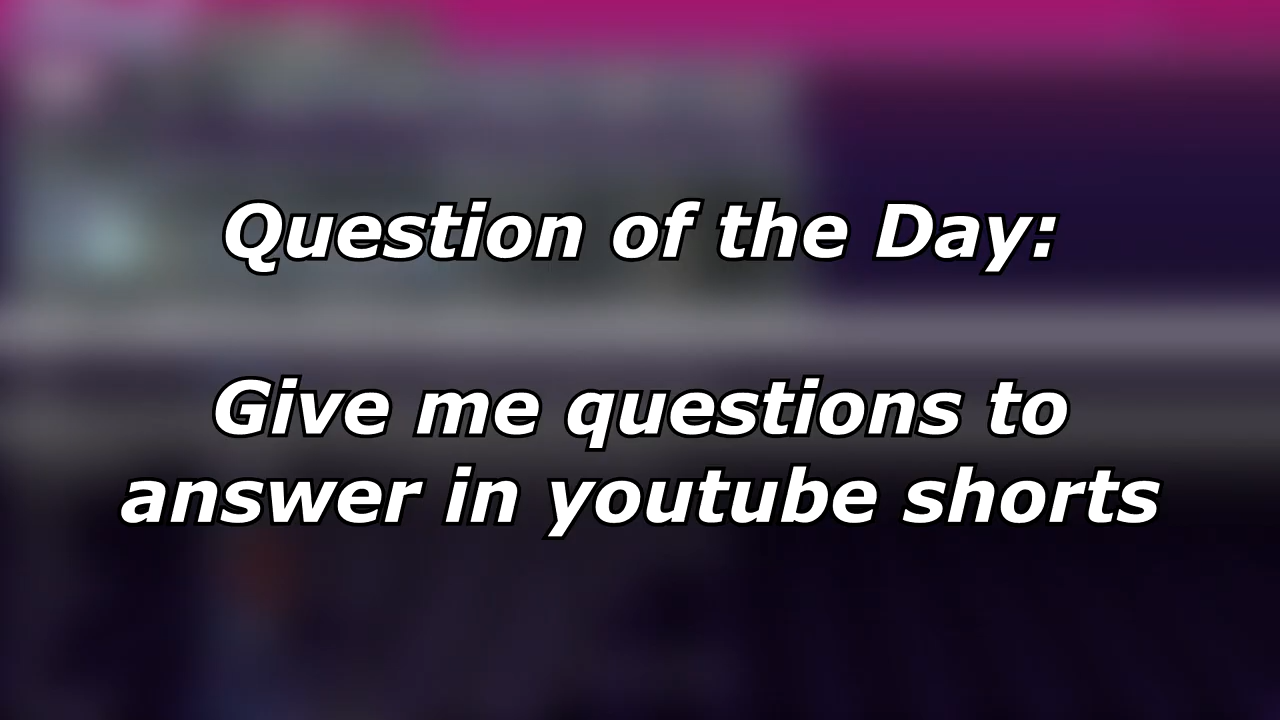 Question of the Day:
Give me questions to
answer in youtube shorts